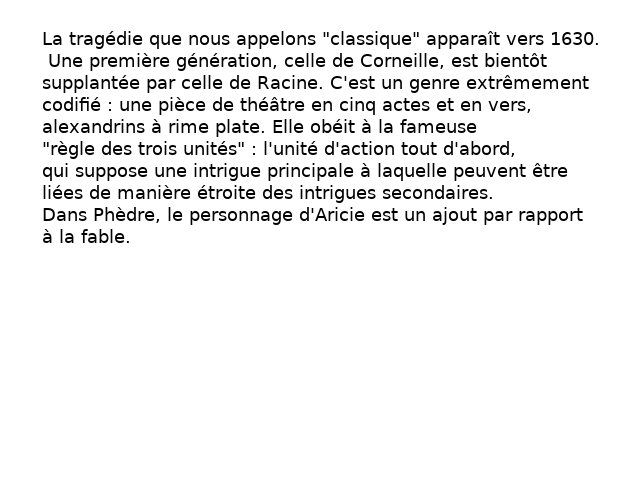 La tragédie que nous appelons "classique" apparaît vers 1630.
Une première génération, celle de Corneille, est bientôt
supplantée par celle de Racine. C'est un genre extrêmement
codifié : une pièce de théâtre en cinq actes et en vers,
alexandrins à rime plate. Elle obéit à la fameuse
"règle des trois unités" : l'unité d'action tout d'abord,
qui suppose une intrigue principale à laquelle peuvent être
liées de manière étroite des intrigues secondaires.
Dans Phèdre, le personnage d'Aricie est un ajout par rapport
à la fable.